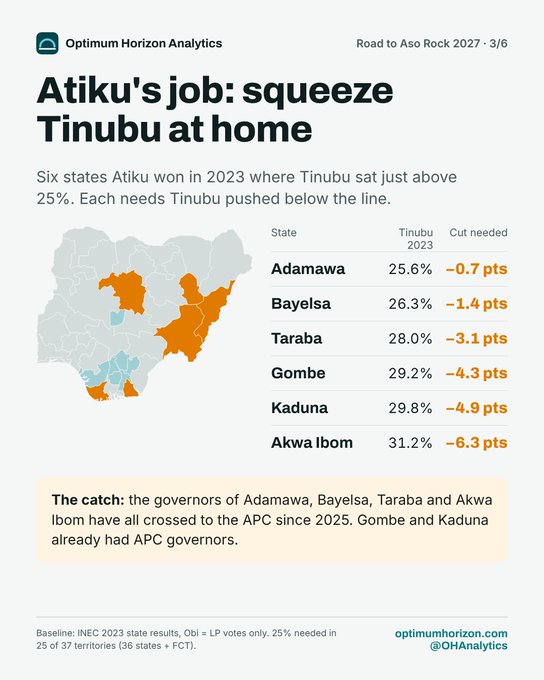 Optimum Horizon Analytics
Road to Aso Rock 2027 · 3/6
Atiku's job: squeeze
Tinubu at home
Six states Atiku won in 2023 where Tinubu sat just above
25%. Each needs Tinubu pushed below the line.
State Tinubu 2023 Cut needed
Adamawa 25.6% −0.7 pts
Bayelsa 26.3% −1.4 pts
Taraba 28.0% −3.1 pts
Gombe 29.2% −4.3 pts
Kaduna 29.8% −4.9 pts
Akwa Ibom 31.2% −6.3 pts
The catch: the governors of Adamawa, Bayelsa, Taraba and Akwa
Ibom have all crossed to the APC since 2025. Gombe and Kaduna
already had APC governors.
Baseline: INEC 2023 state results, Obi = LP votes only. 25% needed in
25 of 37 territories (36 states + FCT).
optimumhorizon.com
@OHAnalytics